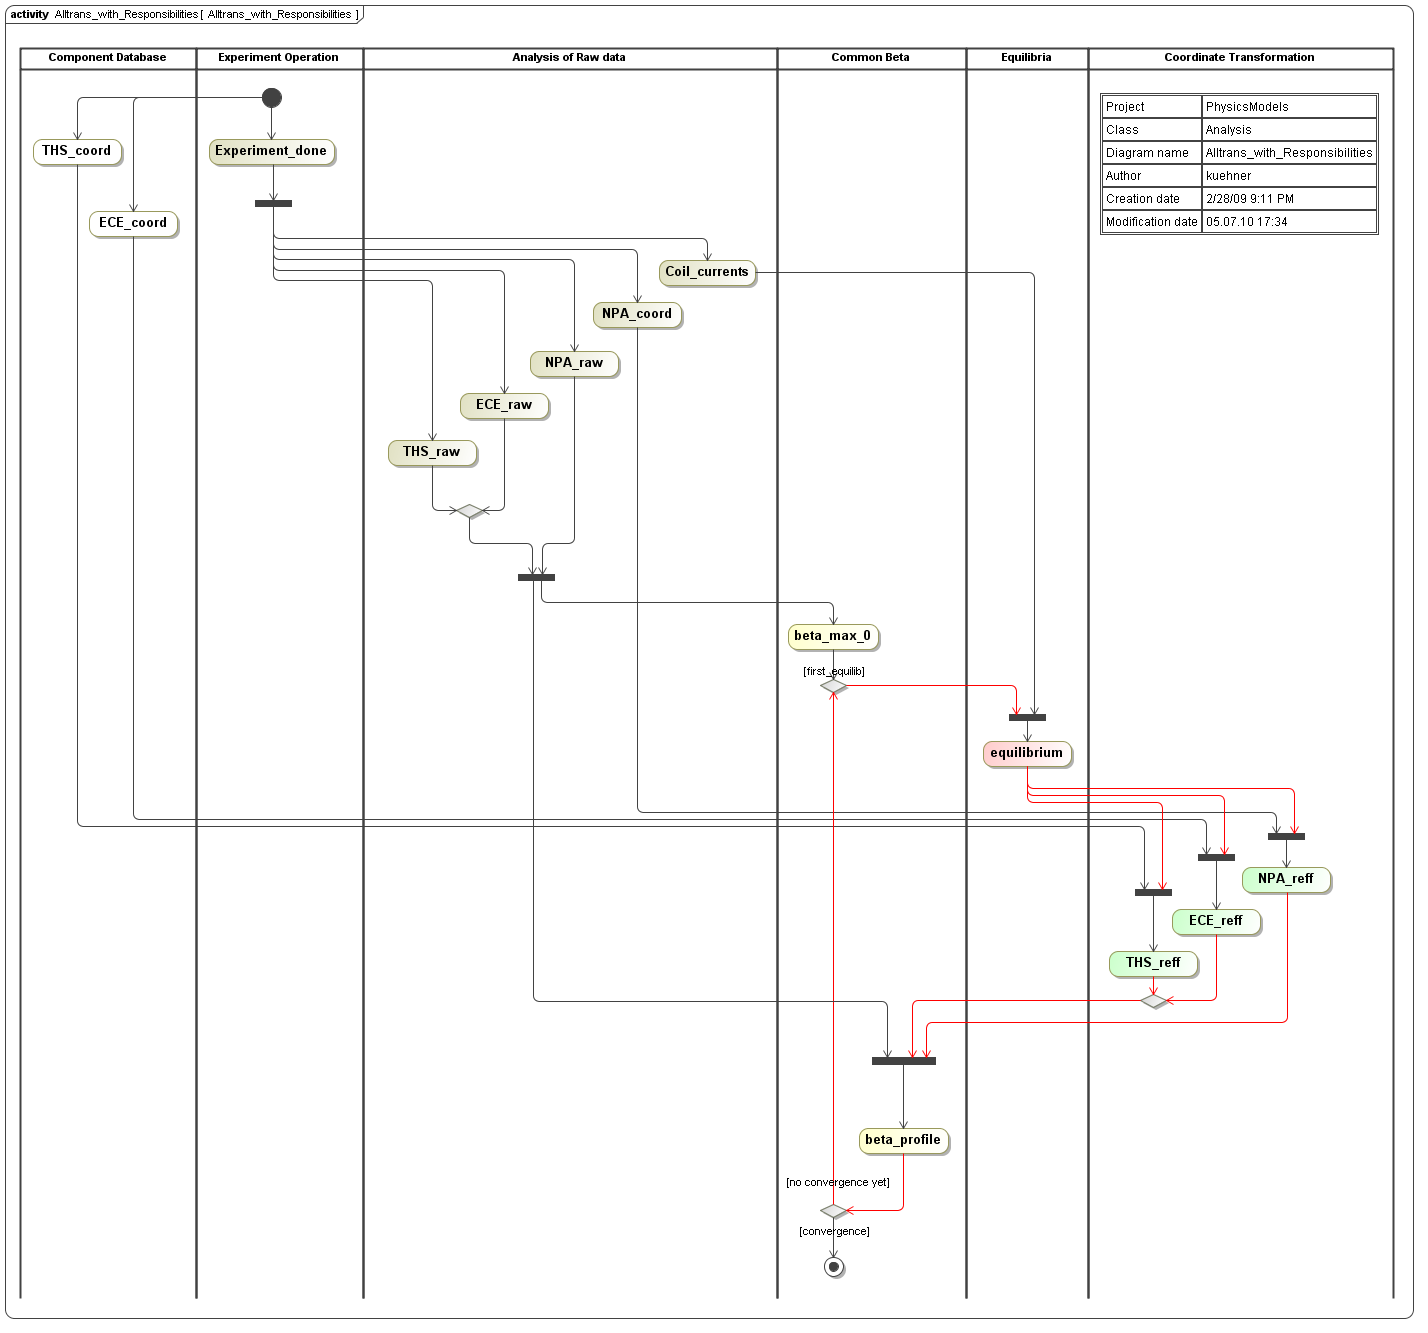 activity Alltrans_with_Responsibilities [ Alltrans_with_Responsibilities ]
Component Database
Experiment Operation
Analysis of Raw data
Common Beta
Equilibria
Coordinate Transformation
Project PhysicsModels
Class Analysis
Diagram name Alltrans_with_Responsibilities
Author kuehner
Creation date 2/28/09 9:11 PM
Modification date 05.07.10 17:34
THS_coord
Experiment_done
ECE_coord
Coil_currents
NPA_coord
NPA_raw
ECE_raw
THS_raw
beta_max_0
[first_equilib]
equilibrium
NPA_reff
ECE_reff
THS_reff
beta_profile
[no convergence yet]
[convergence]